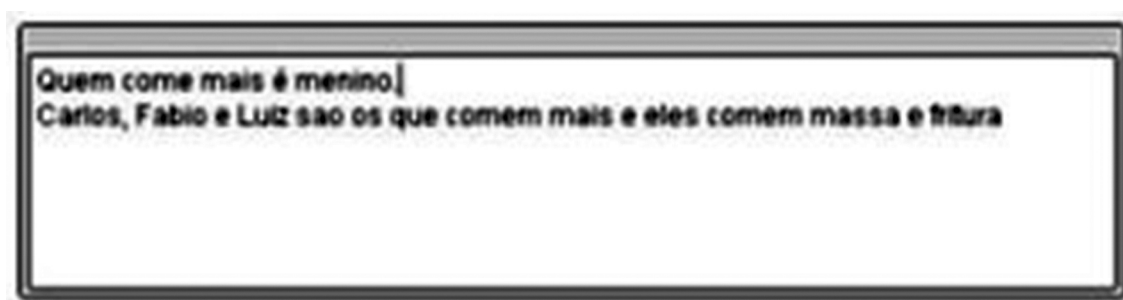 Quem come mais é menino.
Carlos, Fabio e Luiz sao os que comem mais e eles comem massa e fritura